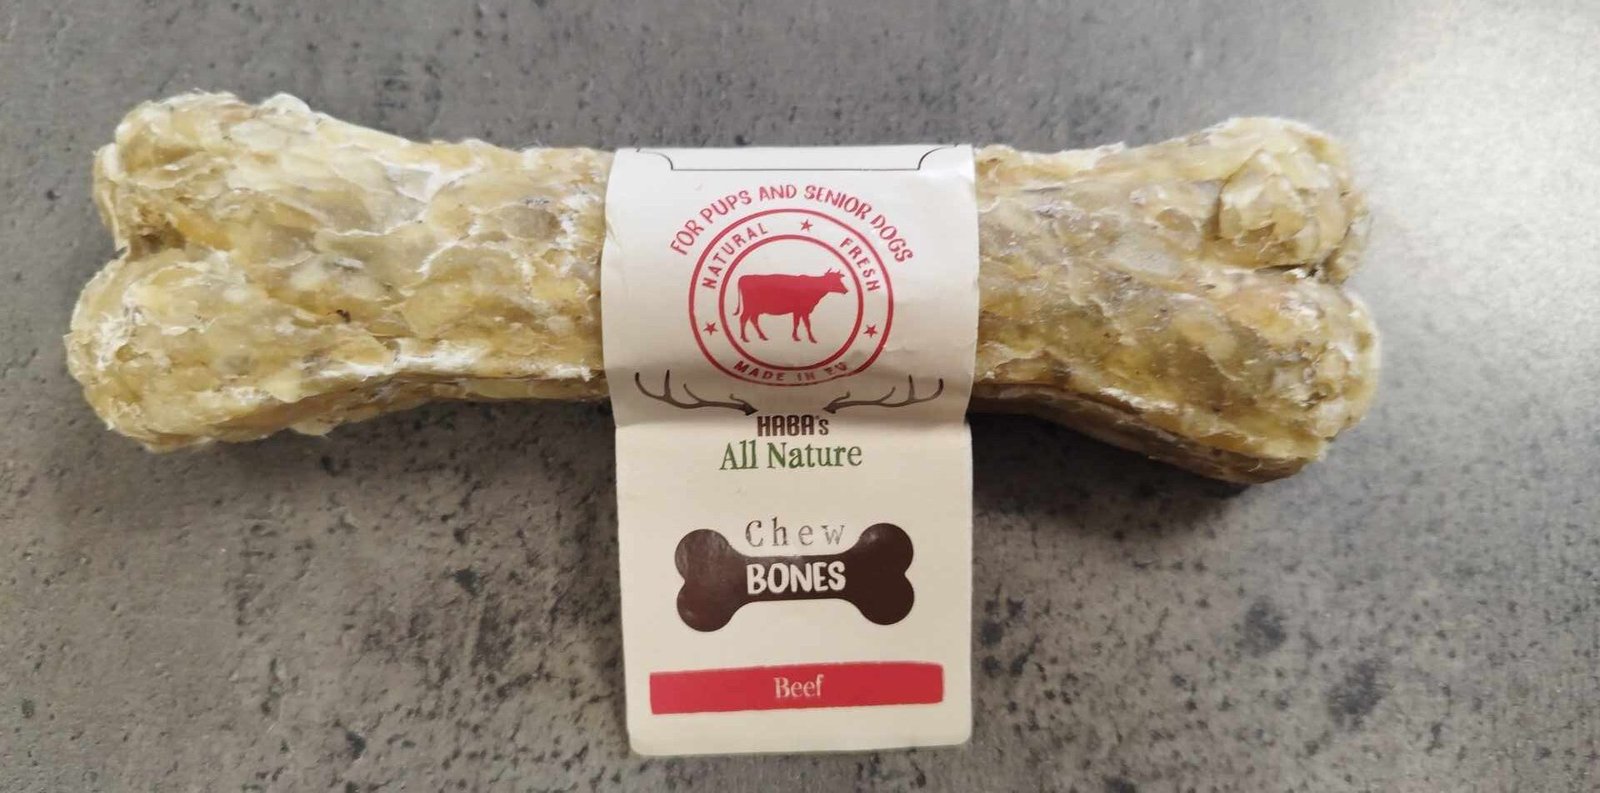 FOR PUPS AND SENIOR DOGS
NATURAL ★ FRESH
★ MADE IN EU ★
HABA's
All Nature
Chew
BONES
Beef